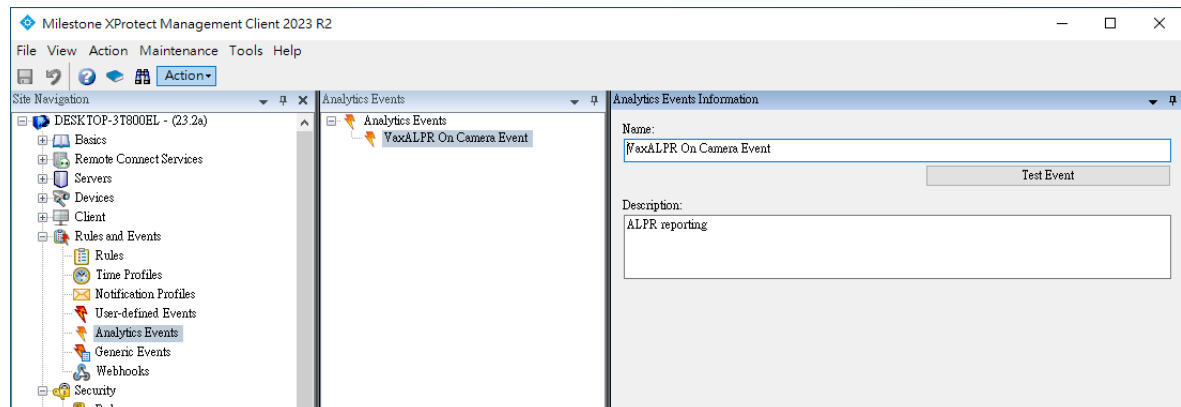 Milestone XProtect Management Client 2023 R2
File View Action Maintenance Tools Help
Action
Site Navigation
DESKTOP-3T800EL - (23.2a)
Basics
Remote Connect Services
Servers
Devices
Client
Rules and Events
Rules
Time Profiles
Notification Profiles
User-defined Events
Analytics Events
Generic Events
Webhooks
Security
Analytics Events
Analytics Events
VaxALPR On Camera Event
Analytics Events Information
Name:
VaxALPR On Camera Event
Test Event
Description:
ALPR reporting